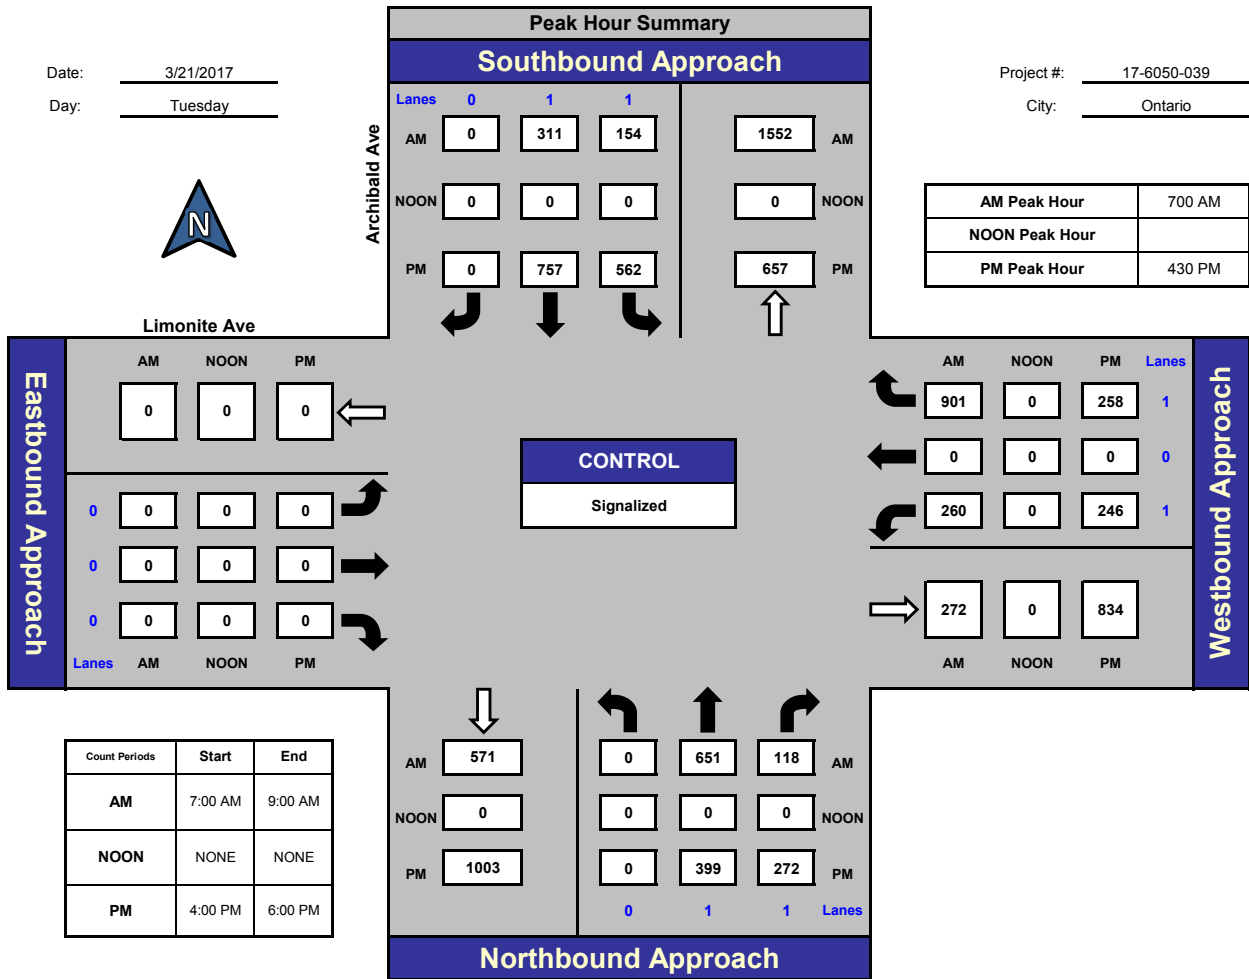 Peak Hour Summary
Southbound Approach
Date: 3/21/2017
Day: Tuesday
Project #: 17-6050-039
City: Ontario
N
Archibald Ave
Lanes 0 1 1
AM 0 311 154 1552 AM
NOON 0 0 0 0 NOON
PM 0 757 562 657 PM
AM Peak Hour 700 AM
NOON Peak Hour
PM Peak Hour 430 PM
Limonite Ave
Eastbound Approach
AM NOON PM
0 0 0
0 0 0 0
0 0 0 0
0 0 0 0
Lanes AM NOON PM
CONTROL
Signalized
AM NOON PM Lanes
901 0 258 1
0 0 0 0
260 0 246 1
272 0 834
AM NOON PM
Westbound Approach
Count Periods Start End
AM 7:00 AM 9:00 AM
NOON NONE NONE
PM 4:00 PM 6:00 PM
AM 571 0 651 118 AM
NOON 0 0 0 0 NOON
PM 1003 0 399 272 PM
0 1 1 Lanes
Northbound Approach